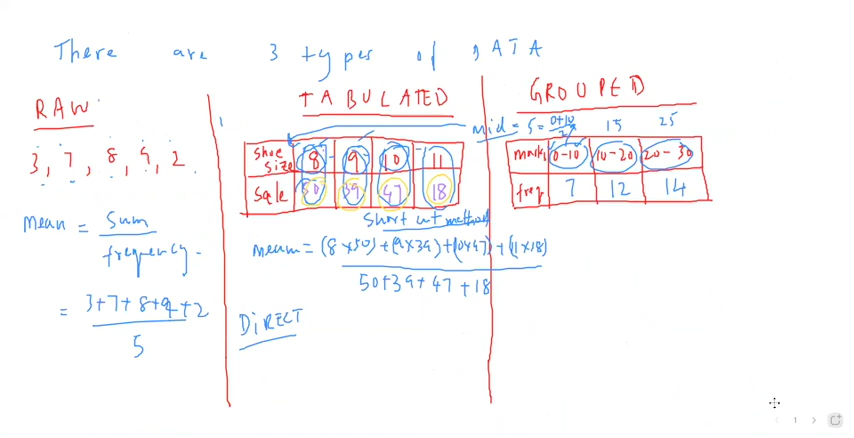 There are 3 types of DATA
RAW
3, 7, 8, 9, 2
mean = sum / frequency
= 3+7+8+9+2 / 5
TABULATED
shoe size 8 9 10 11
sale 50 39 47 18
short cut method
mean = (8×50)+(9×39)+(10×47)+(11×18)
50+39+47+18
DIRECT
GROUPED
mid = 5 = 0+10 / 2 15 25
marks 0-10 10-20 20-30
freq 7 12 14
1